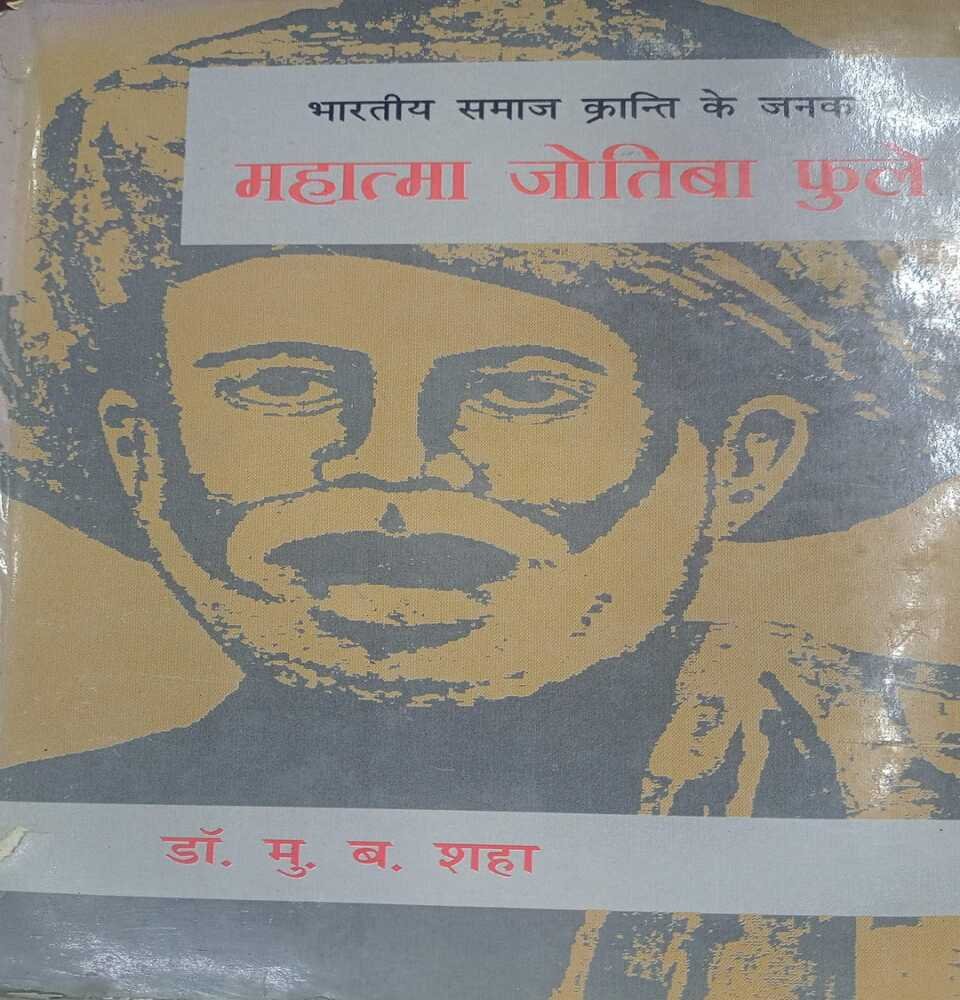 भारतीय समाज क्रान्ति के जनक
महात्मा जोतिबा फुले
डॉ. मु. ब. शहा